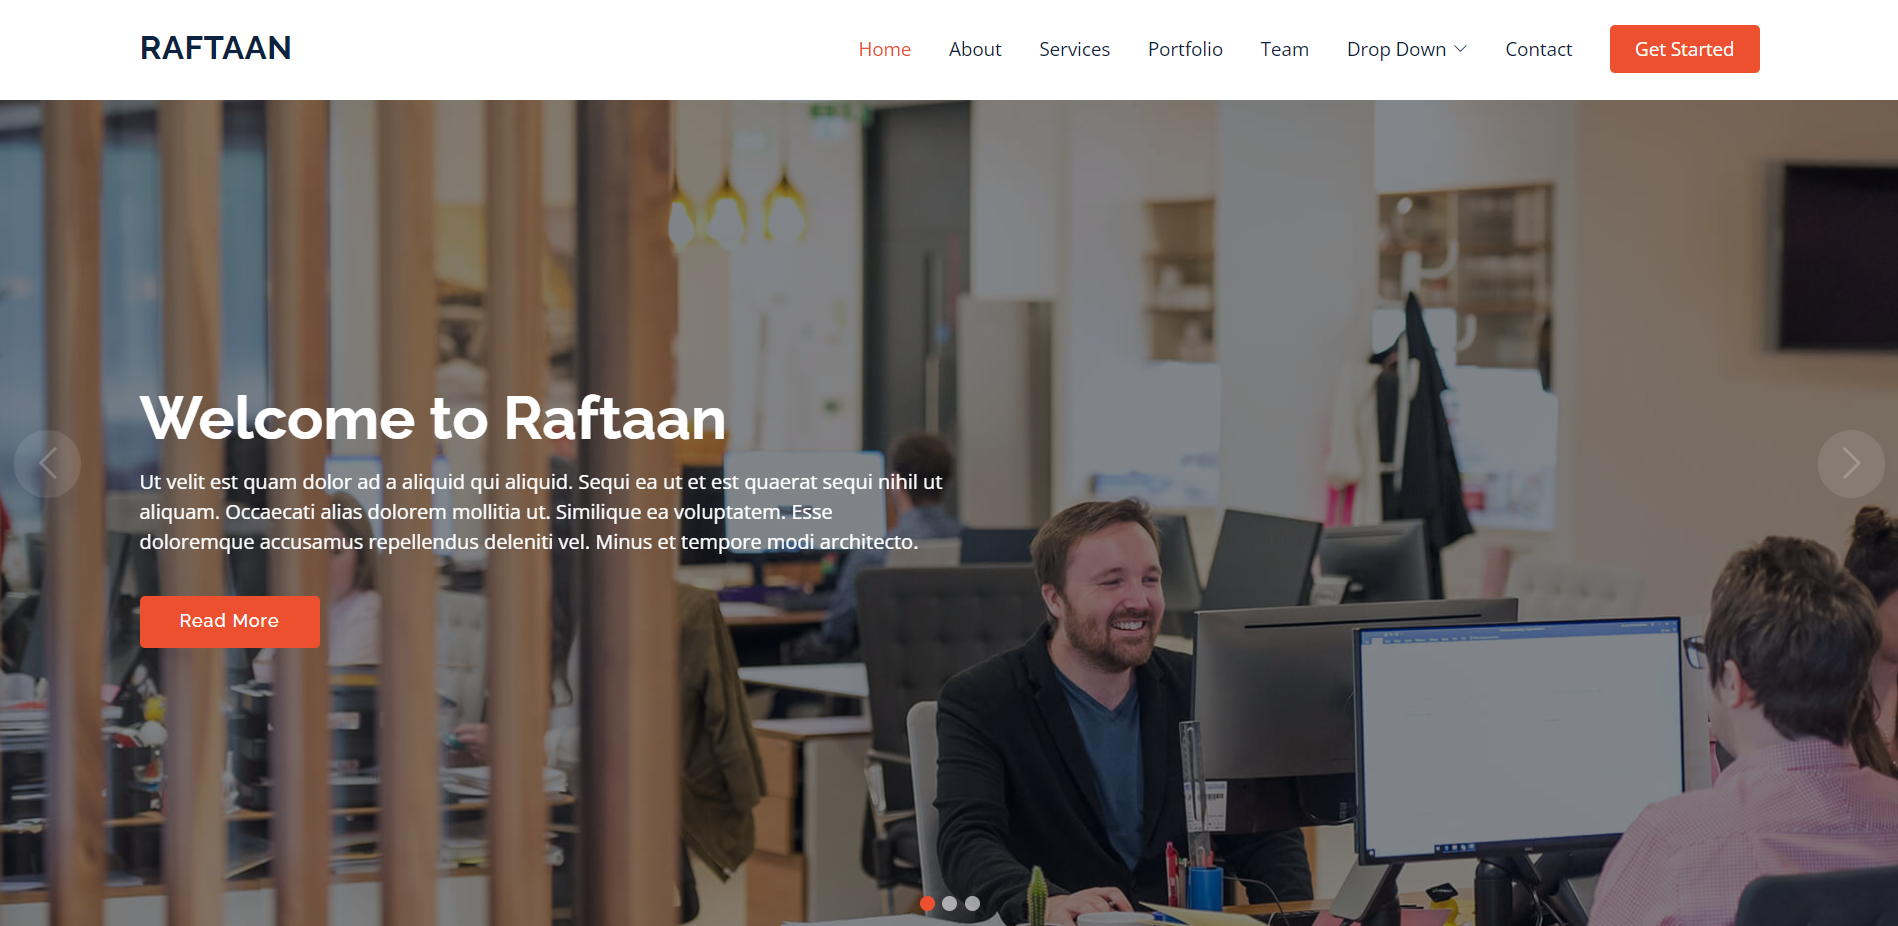 RAFTAAN
Home About Services Portfolio Team Drop Down Contact Get Started
Welcome to Raftaan
Ut velit est quam dolor ad a aliquid qui aliquid. Sequi ea ut et est quaerat sequi nihil ut
aliquam. Occaecati alias dolorem mollitia ut. Similique ea voluptatem. Esse
doloremque accusamus repellendus deleniti vel. Minus et tempore modi architecto.
Read More